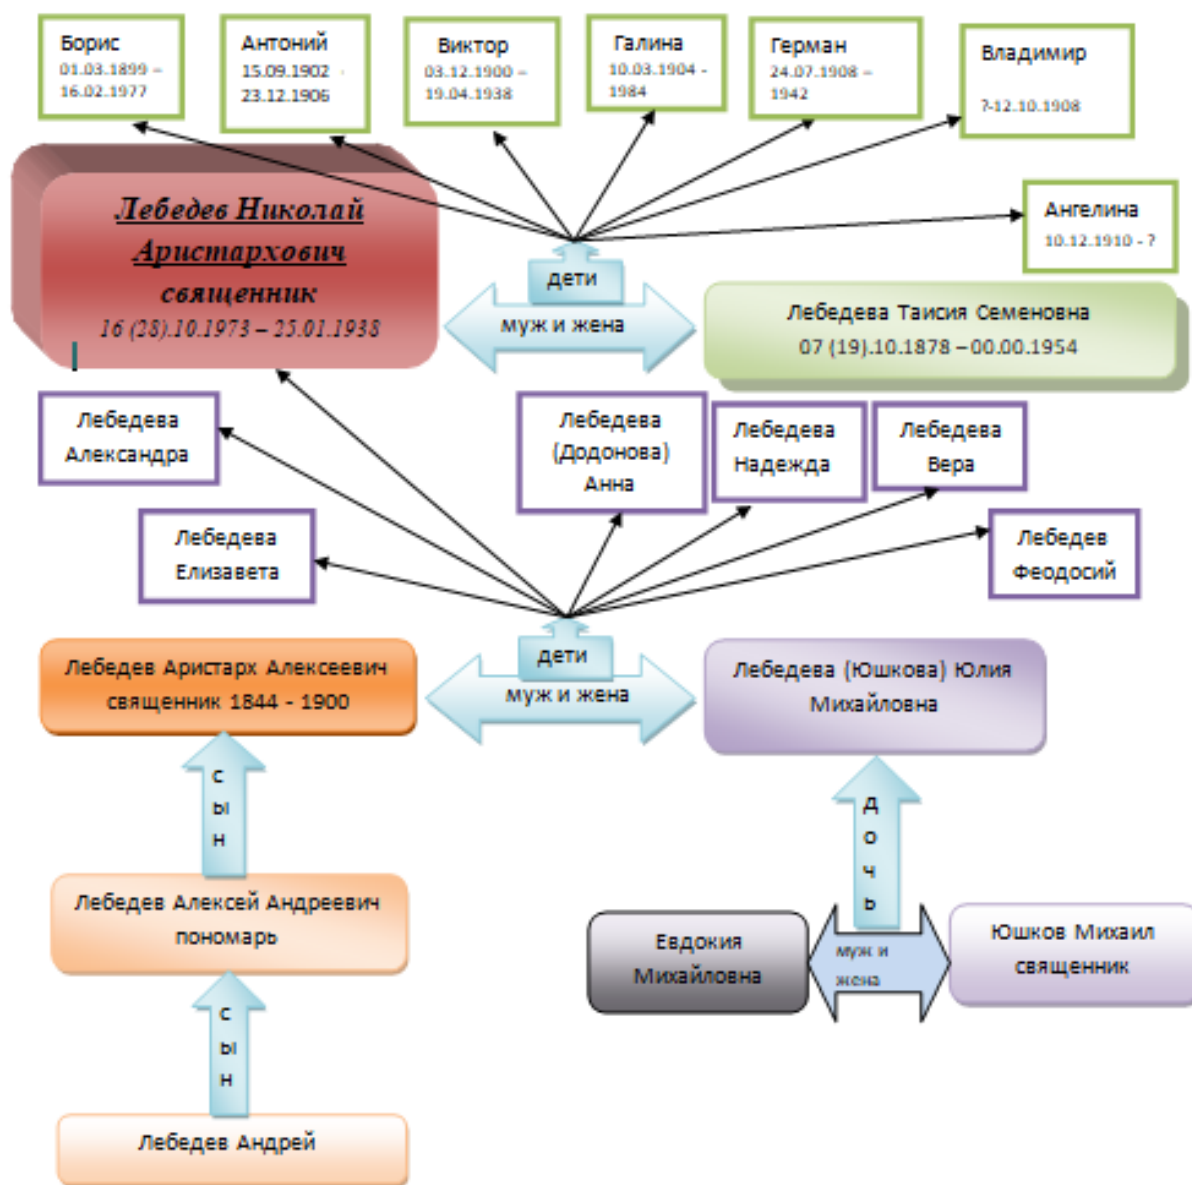 Борис
01.03.1899 –
16.02.1977
Антоний
15.09.1902 -
23.12.1906
Виктор
03.12.1900 –
19.04.1938
Галина
10.03.1904 -
1984
Герман
24.07.1908 –
1942
Владимир
?-12.10.1908
Лебедев Николай
Аристархович
священник
16 (28).10.1973 – 25.01.1938
Ангелина
10.12.1910 - ?
дети
муж и жена
Лебедева Таисия Семеновна
07 (19).10.1878 – 00.00.1954
Лебедева
Александра
Лебедева
(Додонова)
Анна
Лебедева
Надежда
Лебедева
Вера
Лебедева
Елизавета
Лебедев
Феодосий
дети
муж и жена
Лебедев Аристарх Алексеевич
священник 1844 - 1900
Лебедева (Юшкова) Юлия
Михайловна
сын
дочь
Лебедев Алексей Андреевич
пономарь
Евдокия
Михайловна
муж и
жена
Юшков Михаил
священник
сын
Лебедев Андрей